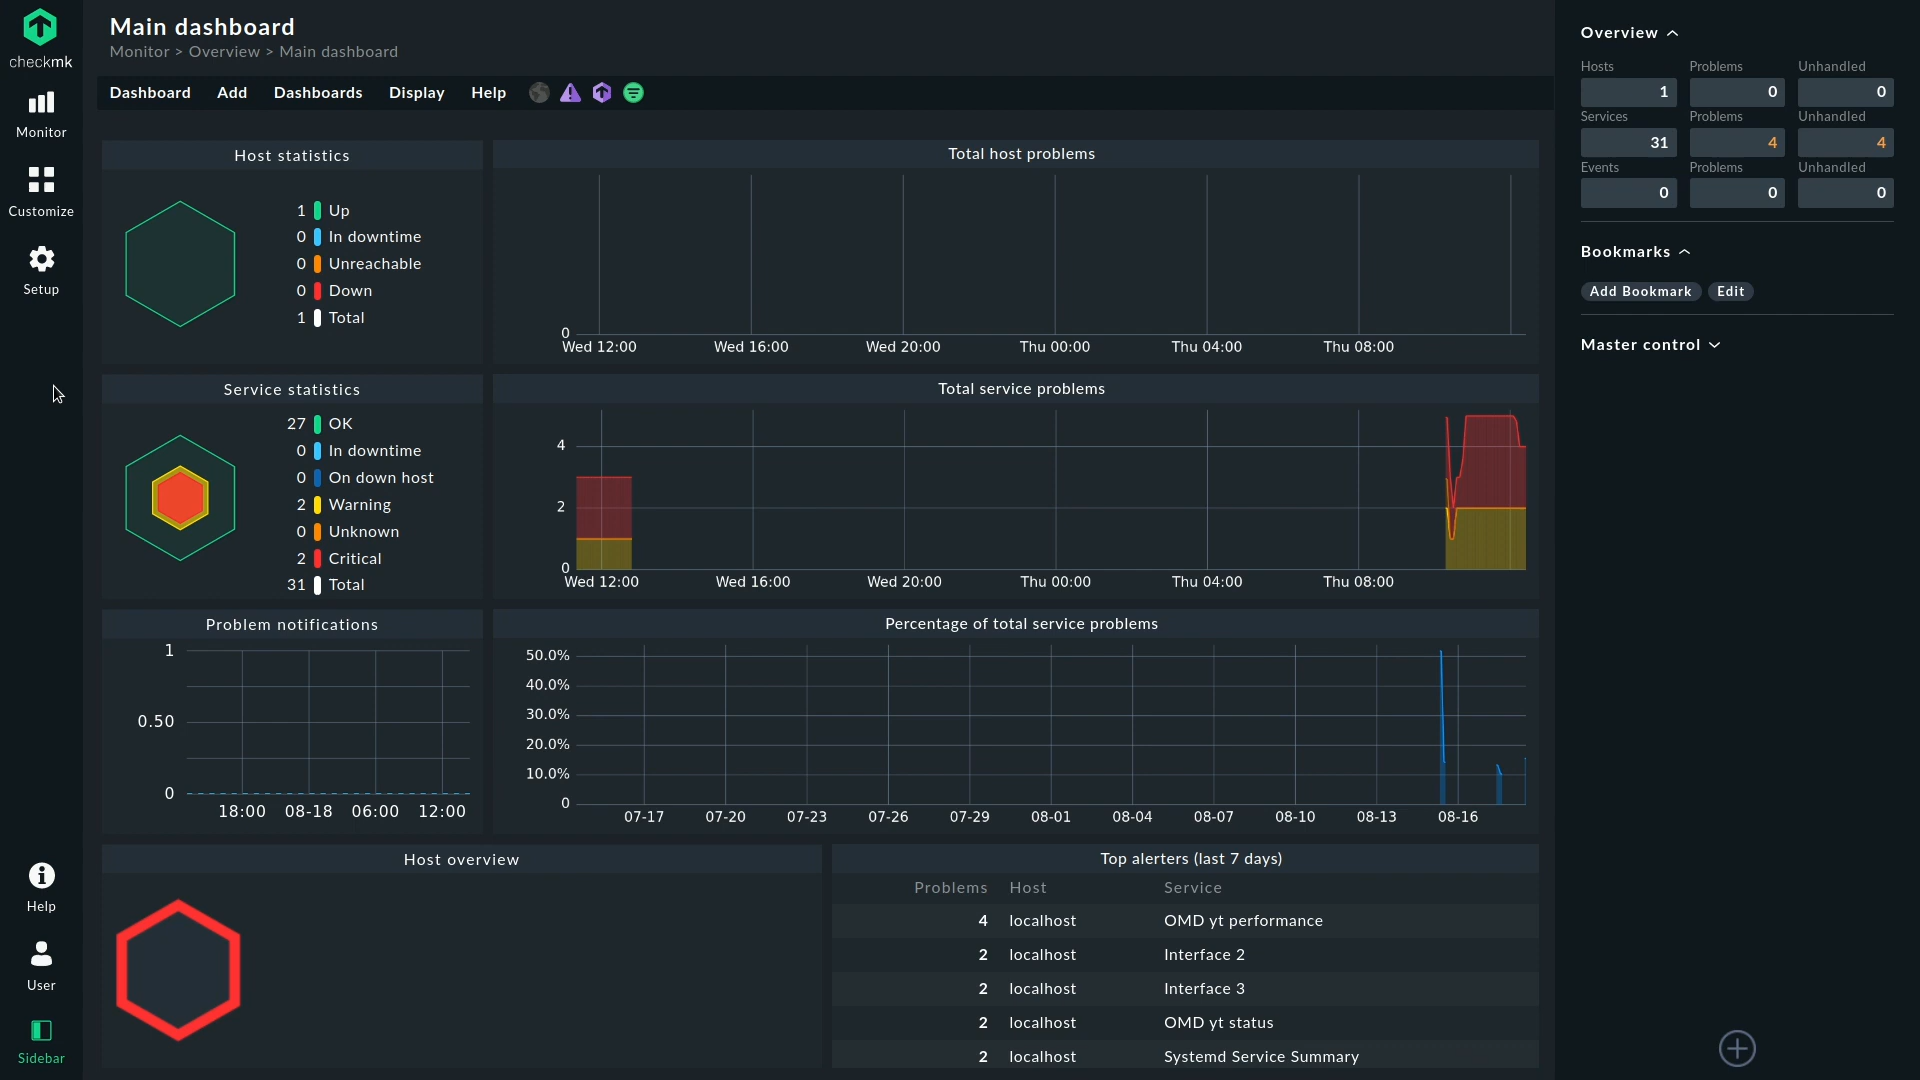 checkmk
Monitor
Customize
Setup
Help
User
Sidebar
Main dashboard
Monitor > Overview > Main dashboard
Dashboard Add Dashboards Display Help
Host statistics
1 Up
0 In downtime
0 Unreachable
0 Down
1 Total
Total host problems
0
Wed 12:00 Wed 16:00 Wed 20:00 Thu 00:00 Thu 04:00 Thu 08:00
Service statistics
27 OK
0 In downtime
0 On down host
2 Warning
0 Unknown
2 Critical
31 Total
Total service problems
4
2
0
Wed 12:00 Wed 16:00 Wed 20:00 Thu 00:00 Thu 04:00 Thu 08:00
Problem notifications
1
0.50
0
18:00 08-18 06:00 12:00
Percentage of total service problems
50.0%
40.0%
30.0%
20.0%
10.0%
0
07-17 07-20 07-23 07-26 07-29 08-01 08-04 08-07 08-10 08-13 08-16
Host overview
Top alerters (last 7 days)
Problems Host Service
4 localhost OMD yt performance
2 localhost Interface 2
2 localhost Interface 3
2 localhost OMD yt status
2 localhost Systemd Service Summary
Overview
Hosts Problems Unhandled
1 0 0
Services Problems Unhandled
31 4 4
Events Problems Unhandled
0 0 0
Bookmarks
Add Bookmark Edit
Master control